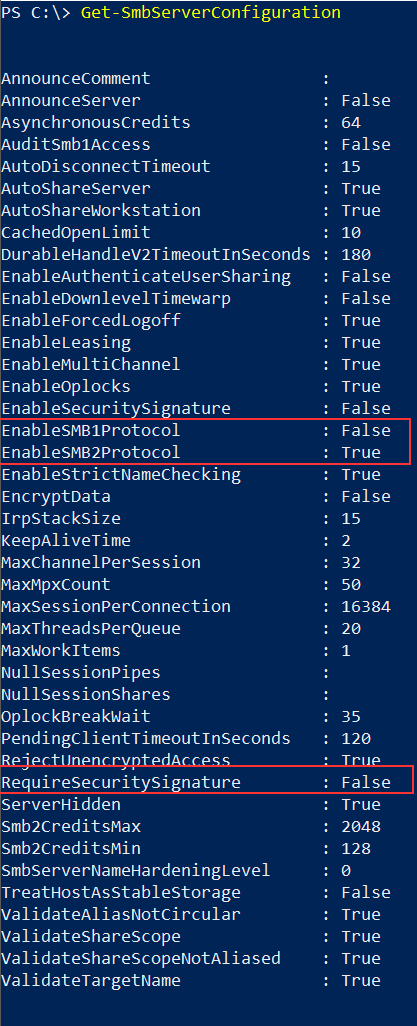 PS C:\> Get-SmbServerConfiguration
AnnounceComment :
AnnounceServer : False
AsynchronousCredits : 64
AuditSmb1Access : False
AutoDisconnectTimeout : 15
AutoShareServer : True
AutoShareWorkstation : True
CachedOpenLimit : 10
DurableHandleV2TimeoutInSeconds : 180
EnableAuthenticateUserSharing : False
EnableDownlevelTimewarp : False
EnableForcedLogoff : True
EnableLeasing : True
EnableMultiChannel : True
EnableOplocks : True
EnableSecuritySignature : False
EnableSMB1Protocol : False
EnableSMB2Protocol : True
EnableStrictNameChecking : True
EncryptData : False
IrpStackSize : 15
KeepAliveTime : 2
MaxChannelPerSession : 32
MaxMpxCount : 50
MaxSessionPerConnection : 16384
MaxThreadsPerQueue : 20
MaxWorkItems : 1
NullSessionPipes :
NullSessionShares :
OplockBreakWait : 35
PendingClientTimeoutInSeconds : 120
RejectUnencryptedAccess : True
RequireSecuritySignature : False
ServerHidden : True
Smb2CreditsMax : 2048
Smb2CreditsMin : 128
SmbServerNameHardeningLevel : 0
TreatHostAsStableStorage : False
ValidateAliasNotCircular : True
ValidateShareScope : True
ValidateShareScopeNotAliased : True
ValidateTargetName : True